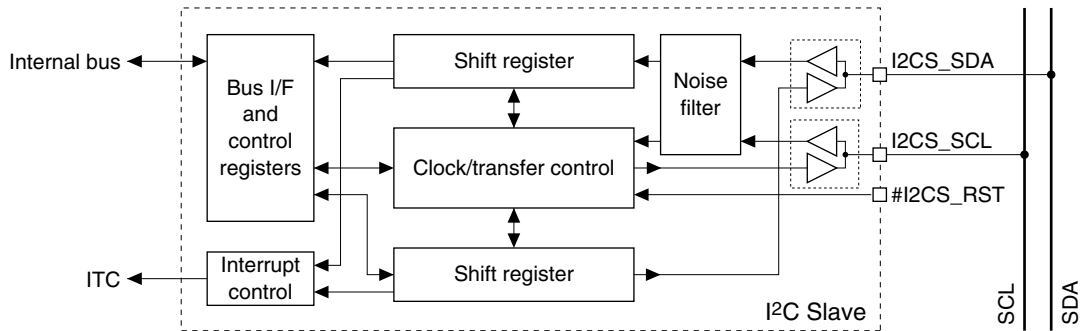 Internal bus
Bus I/F
and
control
registers
Shift register
Noise
filter
I2CS_SDA
Clock/transfer control
I2CS_SCL
#I2CS_RST
ITC
Interrupt
control
Shift register
I2C Slave
SCL
SDA